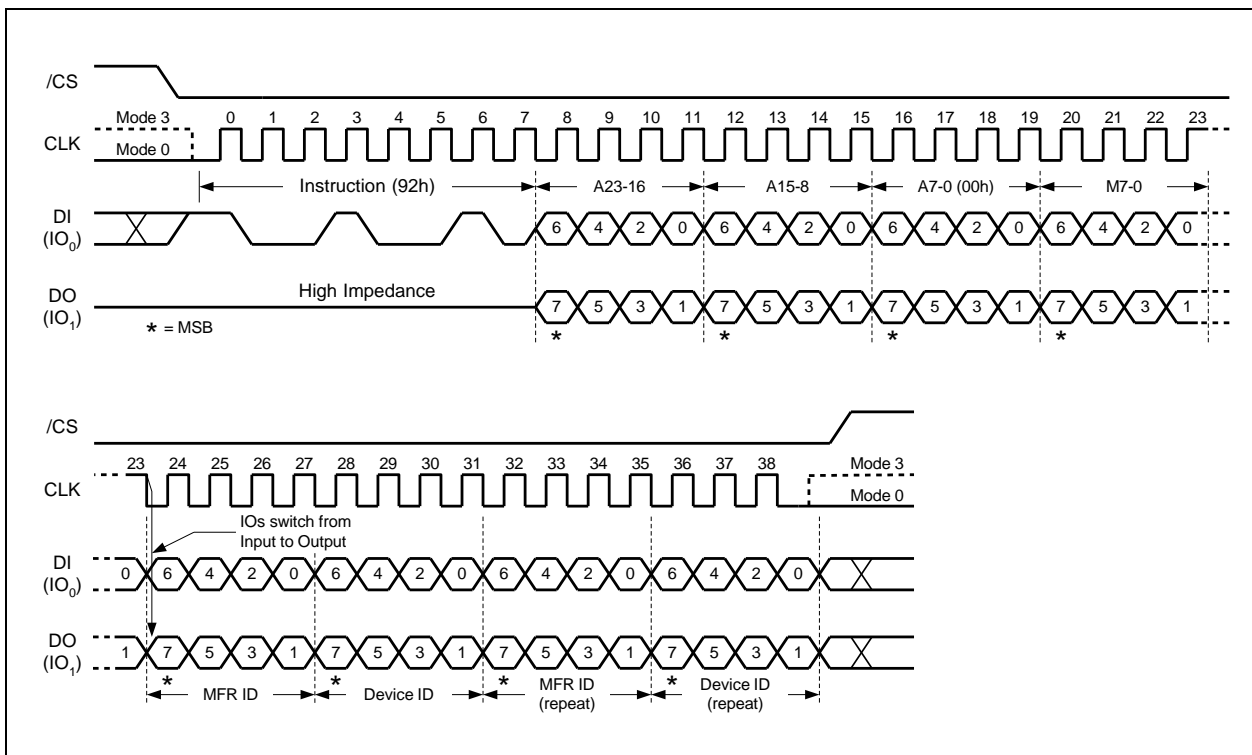 /CS
Mode 3 0 1 2 3 4 5 6 7 8 9 10 11 12 13 14 15 16 17 18 19 20 21 22 23
CLK
Mode 0
Instruction (92h) A23-16 A15-8 A7-0 (00h) M7-0
DI
(IO0)
6 4 2 0 6 4 2 0 6 4 2 0 6 4 2 0
High Impedance
DO
(IO1)
7 5 3 1 7 5 3 1 7 5 3 1 7 5 3 1
* = MSB
* * * *
/CS
23 24 25 26 27 28 29 30 31 32 33 34 35 36 37 38 Mode 3
CLK
Mode 0
IOs switch from
Input to Output
DI
(IO0)
0 6 4 2 0 6 4 2 0 6 4 2 0 6 4 2 0
DO
(IO1)
1 7 5 3 1 7 5 3 1 7 5 3 1 7 5 3 1
* * * *
MFR ID Device ID MFR ID
(repeat)
Device ID
(repeat)